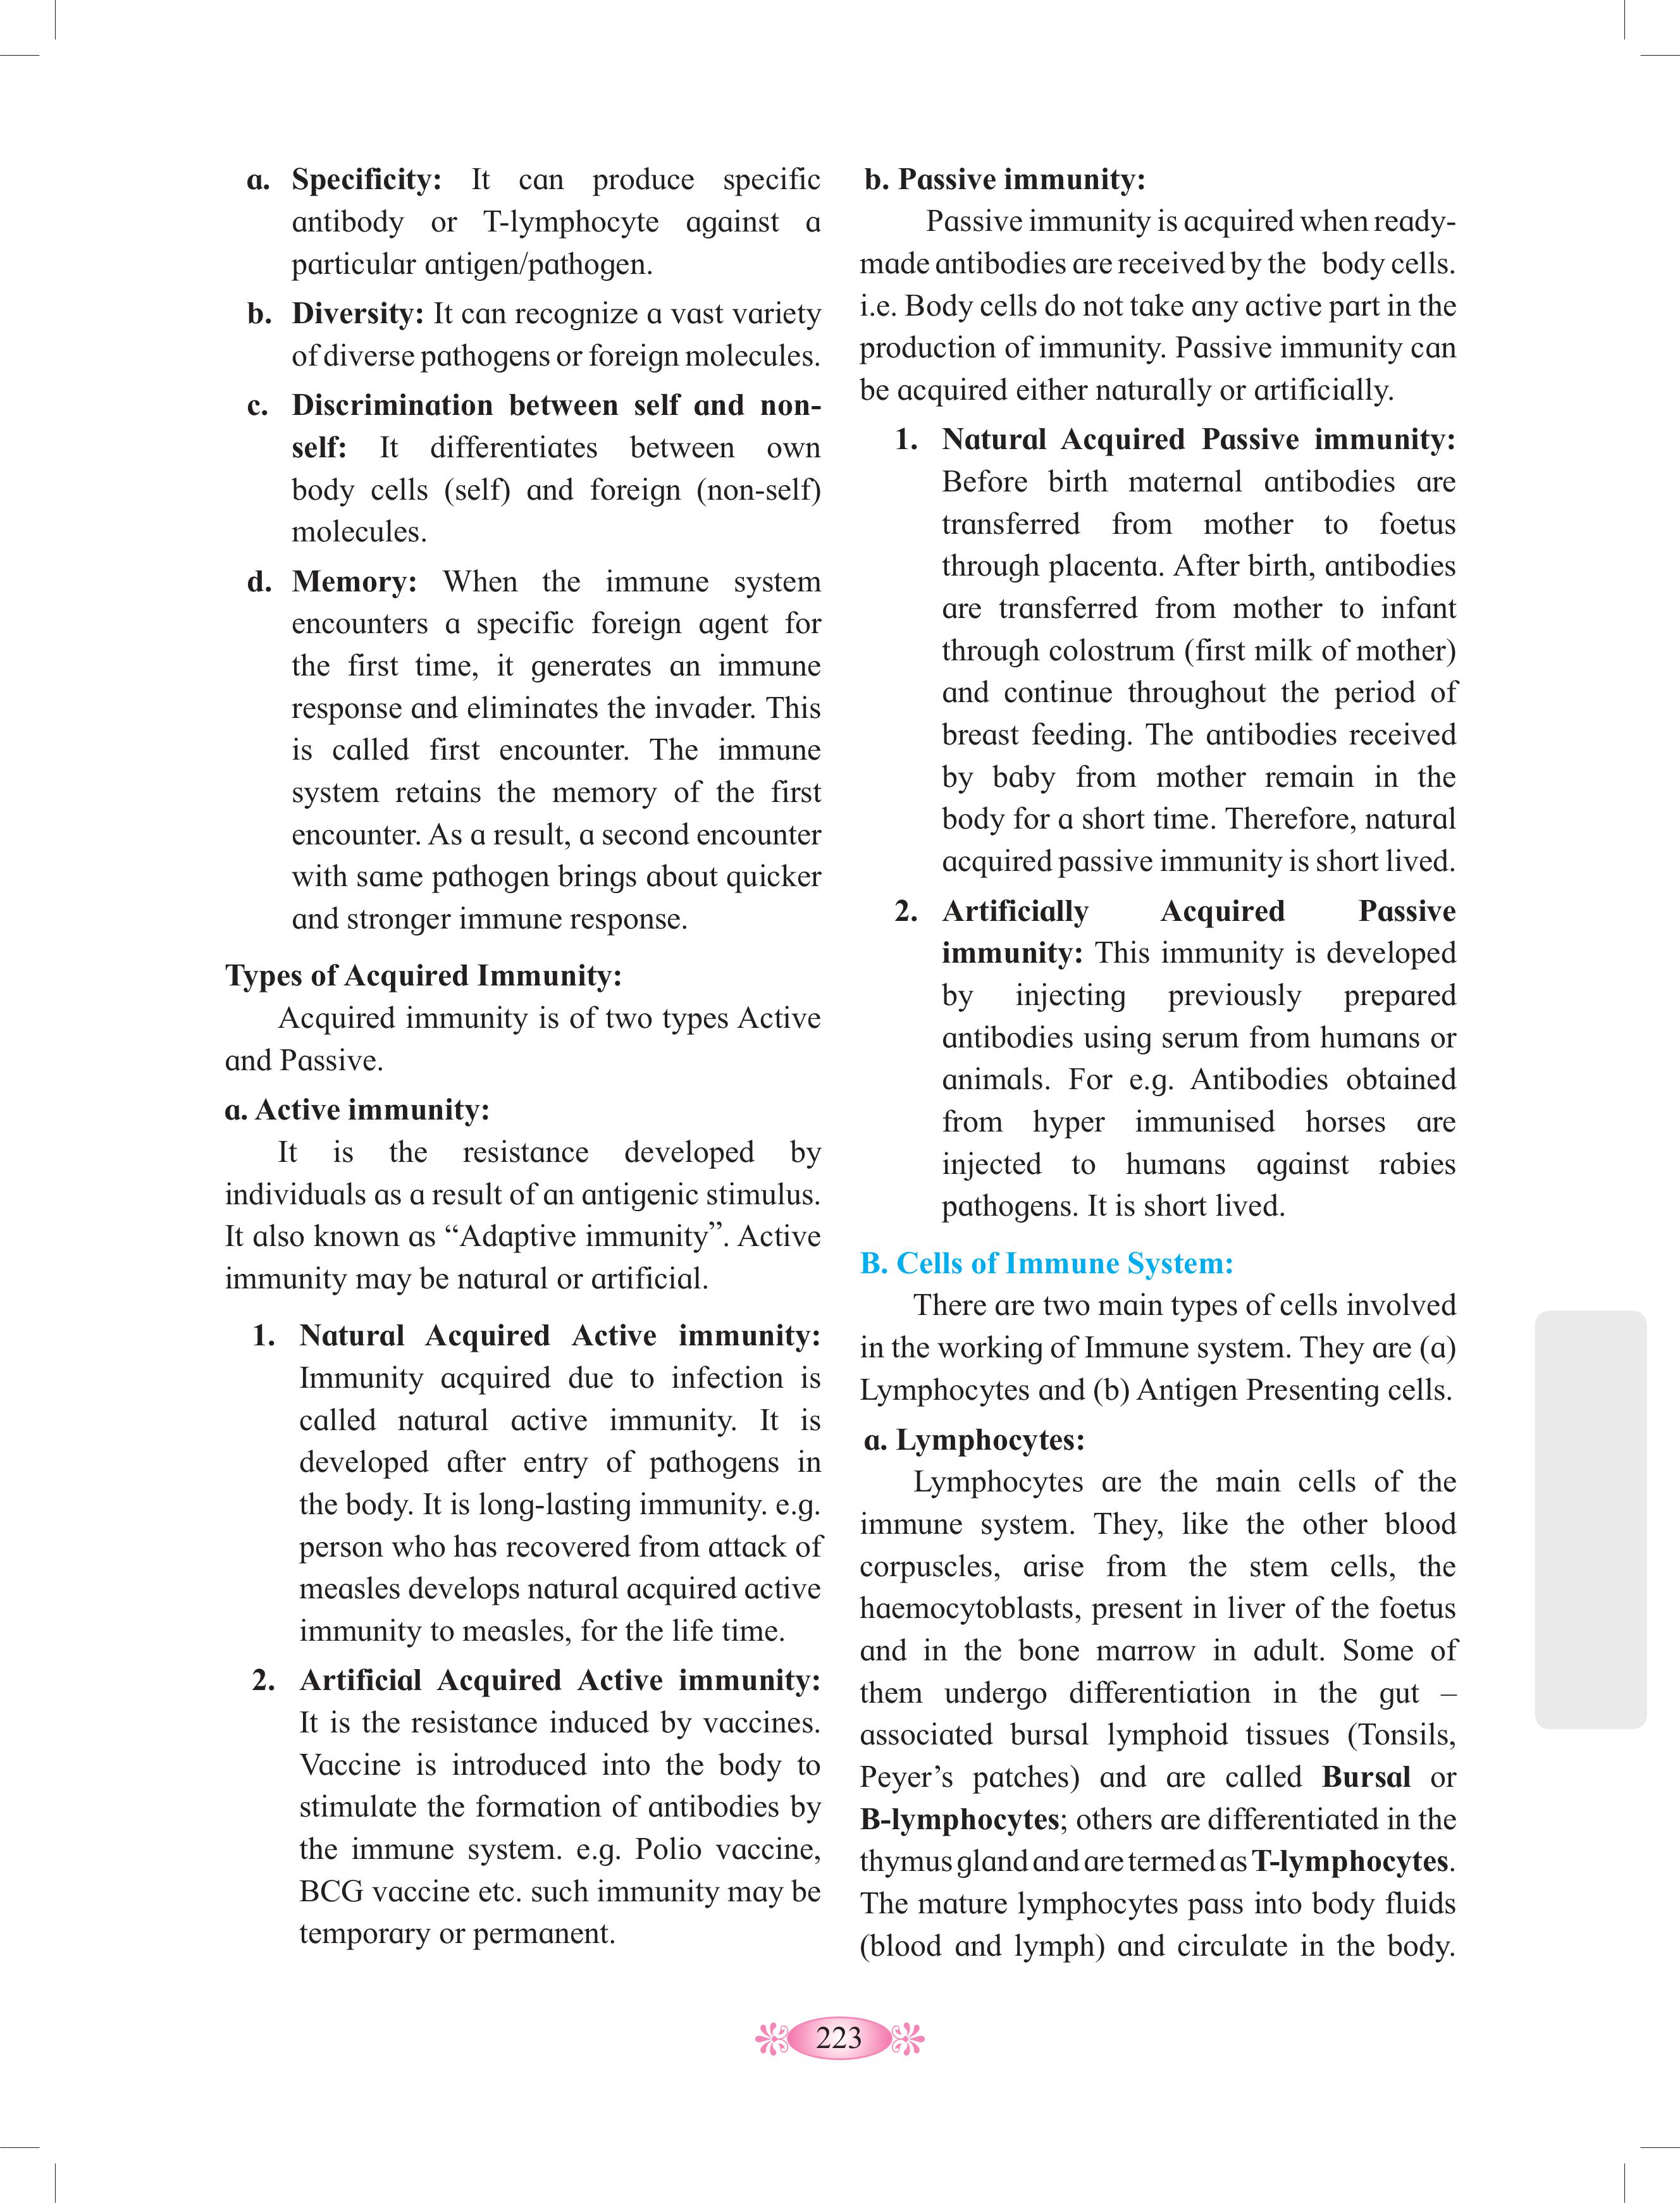 a. Specificity: It can produce specific
antibody or T-lymphocyte against a
particular antigen/pathogen.
b. Diversity: It can recognize a vast variety
of diverse pathogens or foreign molecules.
c. Discrimination between self and non-
self: It differentiates between own
body cells (self) and foreign (non-self)
molecules.
d. Memory: When the immune system
encounters a specific foreign agent for
the first time, it generates an immune
response and eliminates the invader. This
is called first encounter. The immune
system retains the memory of the first
encounter. As a result, a second encounter
with same pathogen brings about quicker
and stronger immune response.
Types of Acquired Immunity:
Acquired immunity is of two types Active
and Passive.
a. Active immunity:
It is the resistance developed by
individuals as a result of an antigenic stimulus.
It also known as “Adaptive immunity”. Active
immunity may be natural or artificial.
1. Natural Acquired Active immunity:
Immunity acquired due to infection is
called natural active immunity. It is
developed after entry of pathogens in
the body. It is long-lasting immunity. e.g.
person who has recovered from attack of
measles develops natural acquired active
immunity to measles, for the life time.
2. Artificial Acquired Active immunity:
It is the resistance induced by vaccines.
Vaccine is introduced into the body to
stimulate the formation of antibodies by
the immune system. e.g. Polio vaccine,
BCG vaccine etc. such immunity may be
temporary or permanent.
b. Passive immunity:
Passive immunity is acquired when ready-
made antibodies are received by the body cells.
i.e. Body cells do not take any active part in the
production of immunity. Passive immunity can
be acquired either naturally or artificially.
1. Natural Acquired Passive immunity:
Before birth maternal antibodies are
transferred from mother to foetus
through placenta. After birth, antibodies
are transferred from mother to infant
through colostrum (first milk of mother)
and continue throughout the period of
breast feeding. The antibodies received
by baby from mother remain in the
body for a short time. Therefore, natural
acquired passive immunity is short lived.
2. Artificially Acquired Passive
immunity: This immunity is developed
by injecting previously prepared
antibodies using serum from humans or
animals. For e.g. Antibodies obtained
from hyper immunised horses are
injected to humans against rabies
pathogens. It is short lived.
B. Cells of Immune System:
There are two main types of cells involved
in the working of Immune system. They are (a)
Lymphocytes and (b) Antigen Presenting cells.
a. Lymphocytes:
Lymphocytes are the main cells of the
immune system. They, like the other blood
corpuscles, arise from the stem cells, the
haemocytoblasts, present in liver of the foetus
and in the bone marrow in adult. Some of
them undergo differentiation in the gut –
associated bursal lymphoid tissues (Tonsils,
Peyer’s patches) and are called Bursal or
B-lymphocytes; others are differentiated in the
thymus gland and are termed as T-lymphocytes.
The mature lymphocytes pass into body fluids
(blood and lymph) and circulate in the body.
223